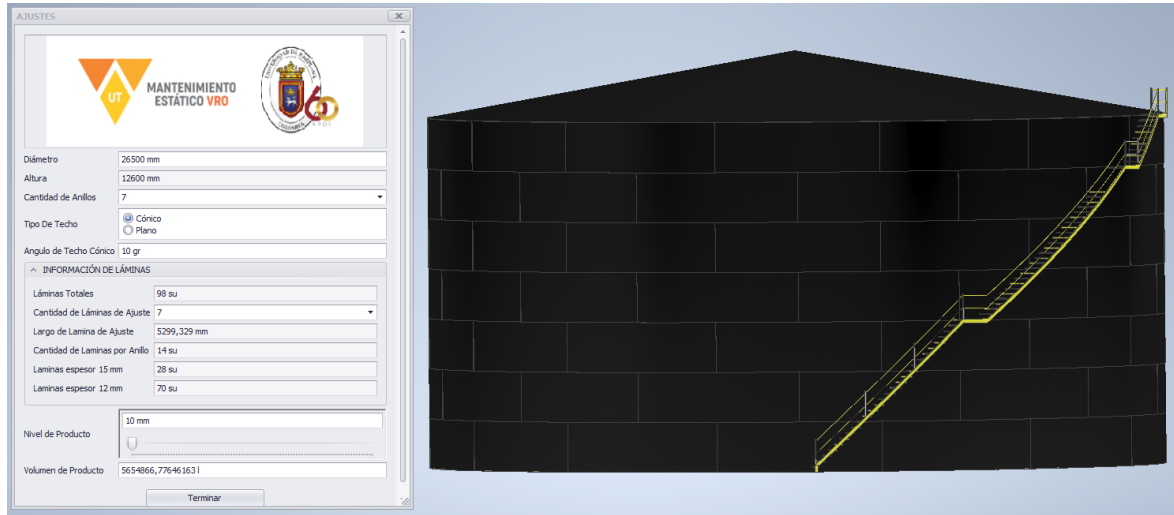 AJUSTES
UT
MANTENIMIENTO
ESTÁTICO VRO
60
AÑOS
Diámetro 26500 mm
Altura 12600 mm
Cantidad de Anillos 7
Tipo De Techo
Cónico
Plano
Angulo de Techo Cónico 10 gr
INFORMACIÓN DE LÁMINAS
Láminas Totales 98 su
Cantidad de Láminas de Ajuste 7
Largo de Lamina de Ajuste 5299,329 mm
Cantidad de Laminas por Anillo 14 su
Laminas espesor 15 mm 28 su
Laminas espesor 12 mm 70 su
Nivel de Producto 10 mm
Volumen de Producto 5654866,77646163 l
Terminar